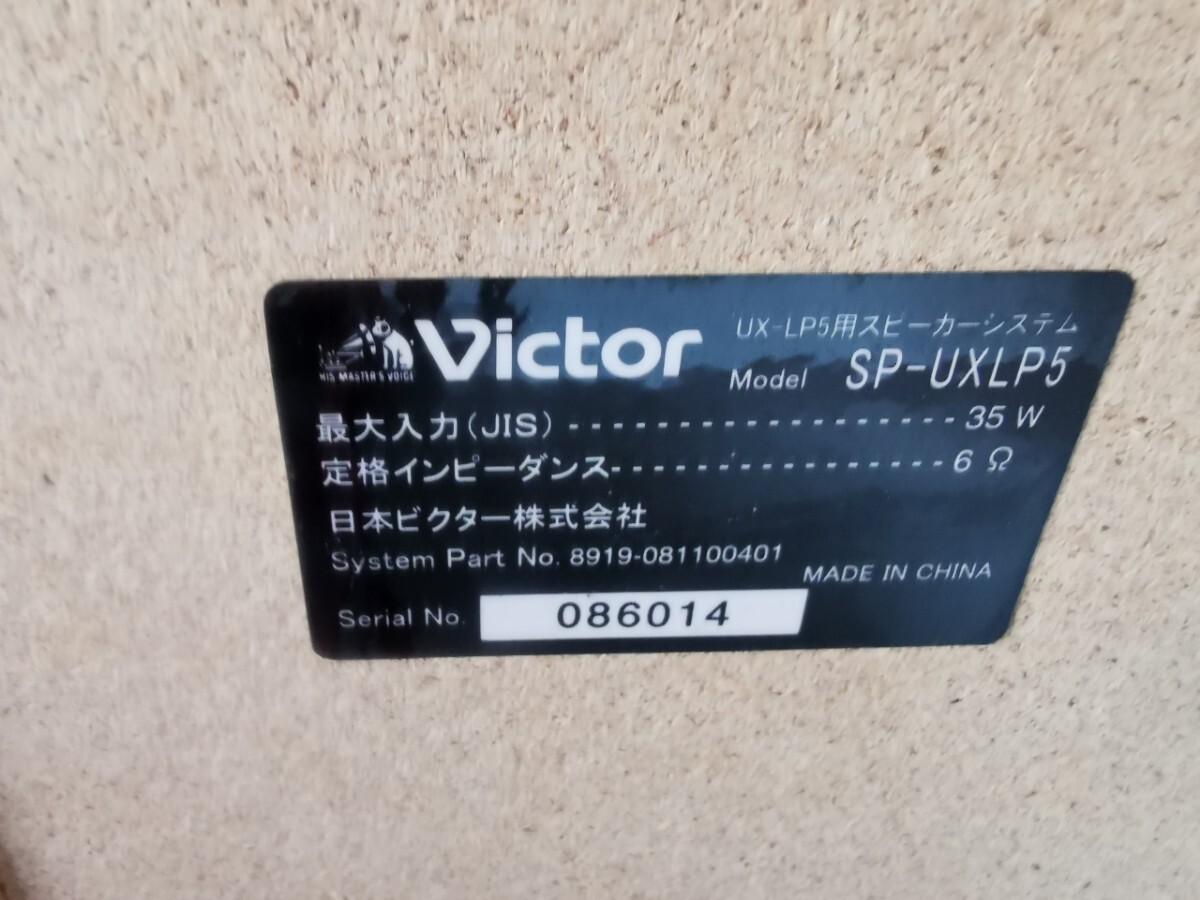 HIS MASTER'S VOICE
Victor
UX-LP5用スピーカーシステム
Model SP-UXLP5
最大入力(JIS) -------------------- 35 W
定格インピーダンス------------------ 6 Ω
日本ビクター株式会社
System Part No. 8919-081100401
MADE IN CHINA
Serial No. 086014